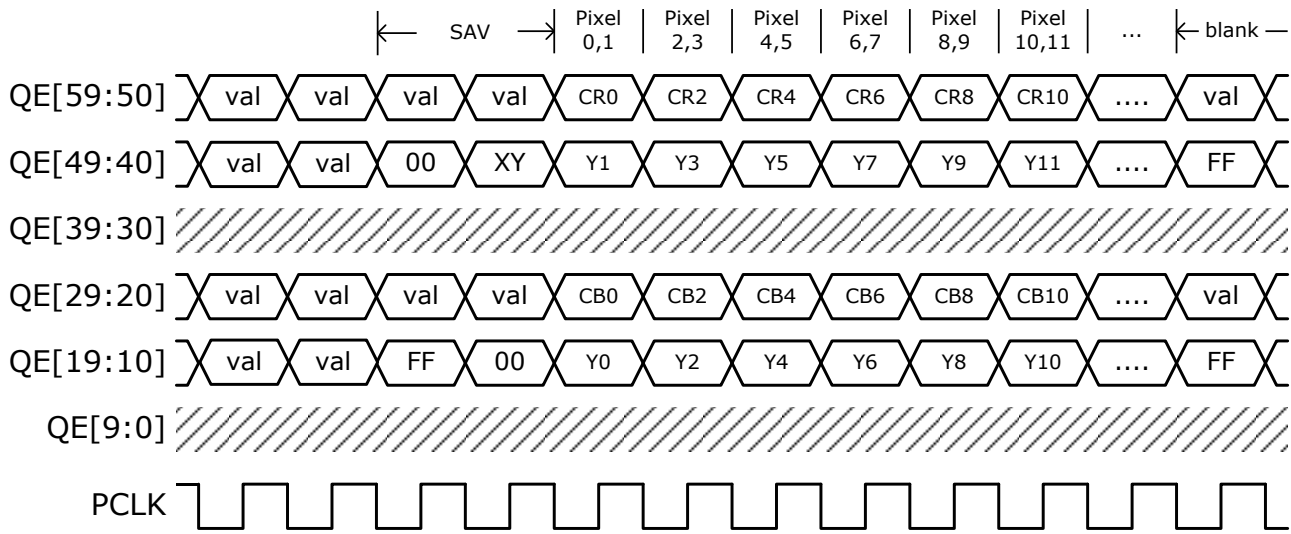 SAV Pixel Pixel Pixel Pixel Pixel Pixel ... blank
0,1 2,3 4,5 6,7 8,9 10,11
QE[59:50] val val val val CR0 CR2 CR4 CR6 CR8 CR10 .... val
QE[49:40] val val 00 XY Y1 Y3 Y5 Y7 Y9 Y11 .... FF
QE[39:30]
QE[29:20] val val val val CB0 CB2 CB4 CB6 CB8 CB10 .... val
QE[19:10] val val FF 00 Y0 Y2 Y4 Y6 Y8 Y10 .... FF
QE[9:0]
PCLK